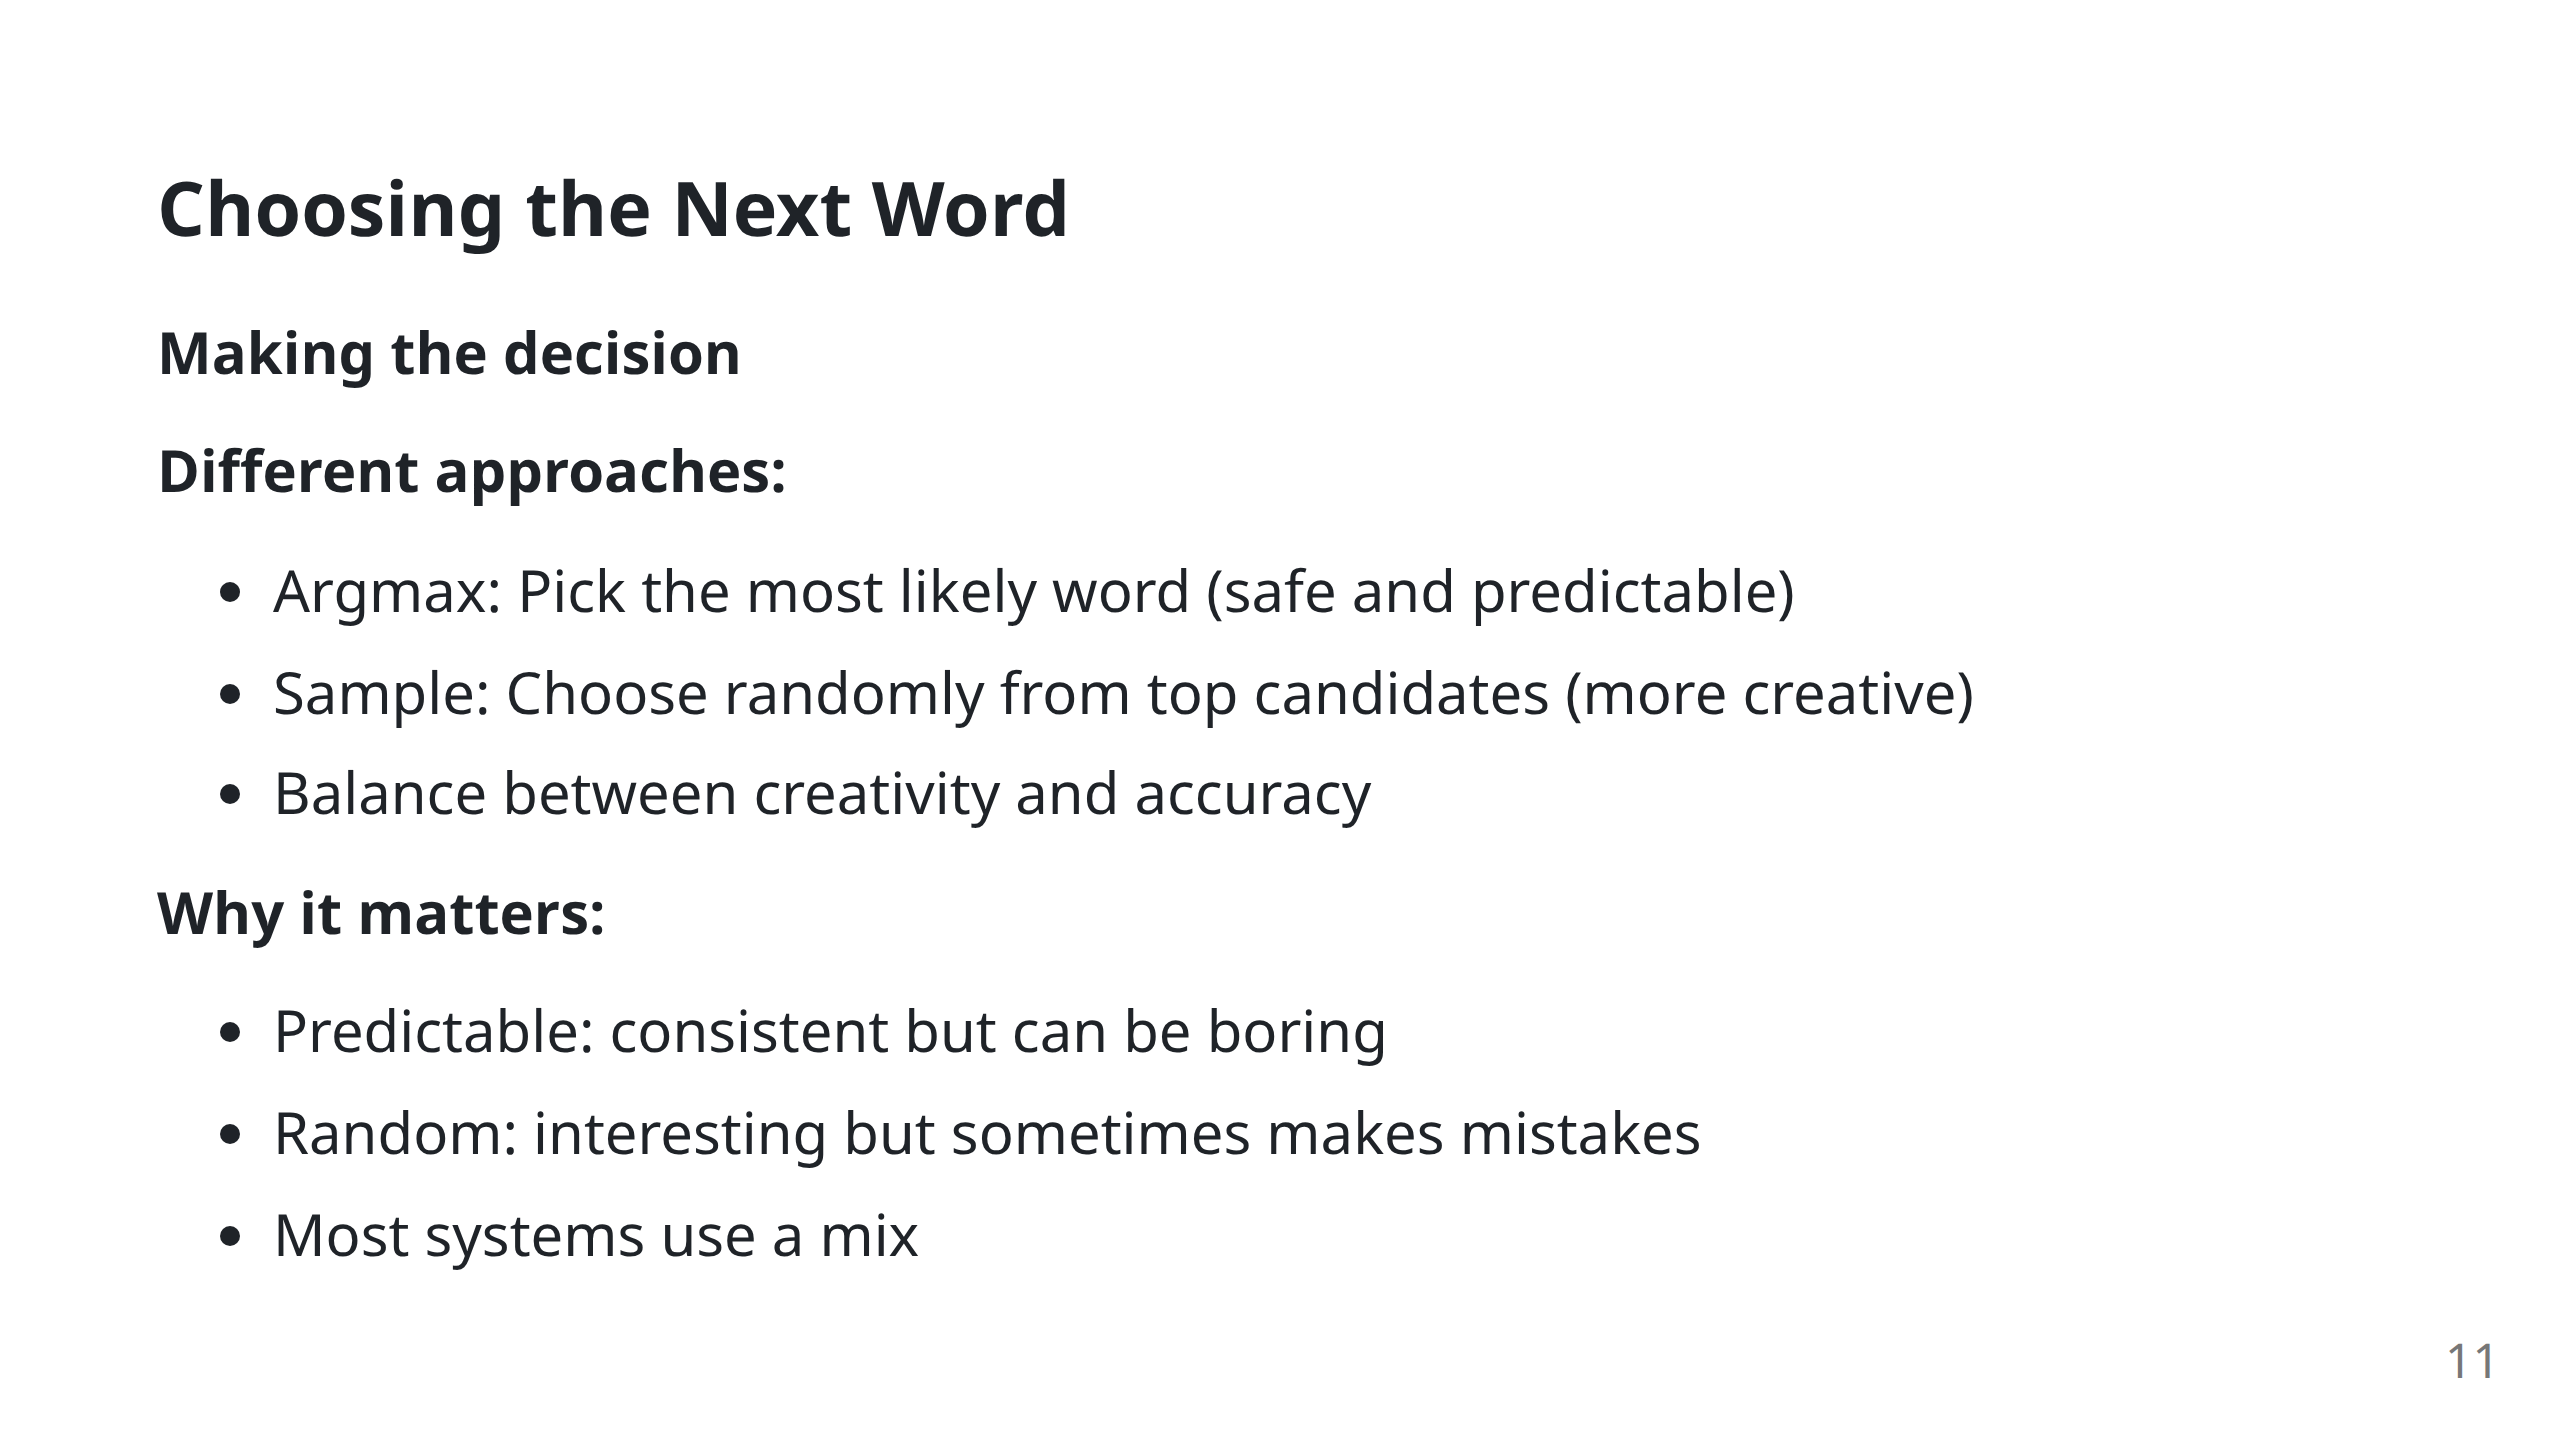 Choosing the Next Word
Making the decision
Different approaches:
• Argmax: Pick the most likely word (safe and predictable)
• Sample: Choose randomly from top candidates (more creative)
• Balance between creativity and accuracy
Why it matters:
• Predictable: consistent but can be boring
• Random: interesting but sometimes makes mistakes
• Most systems use a mix
11